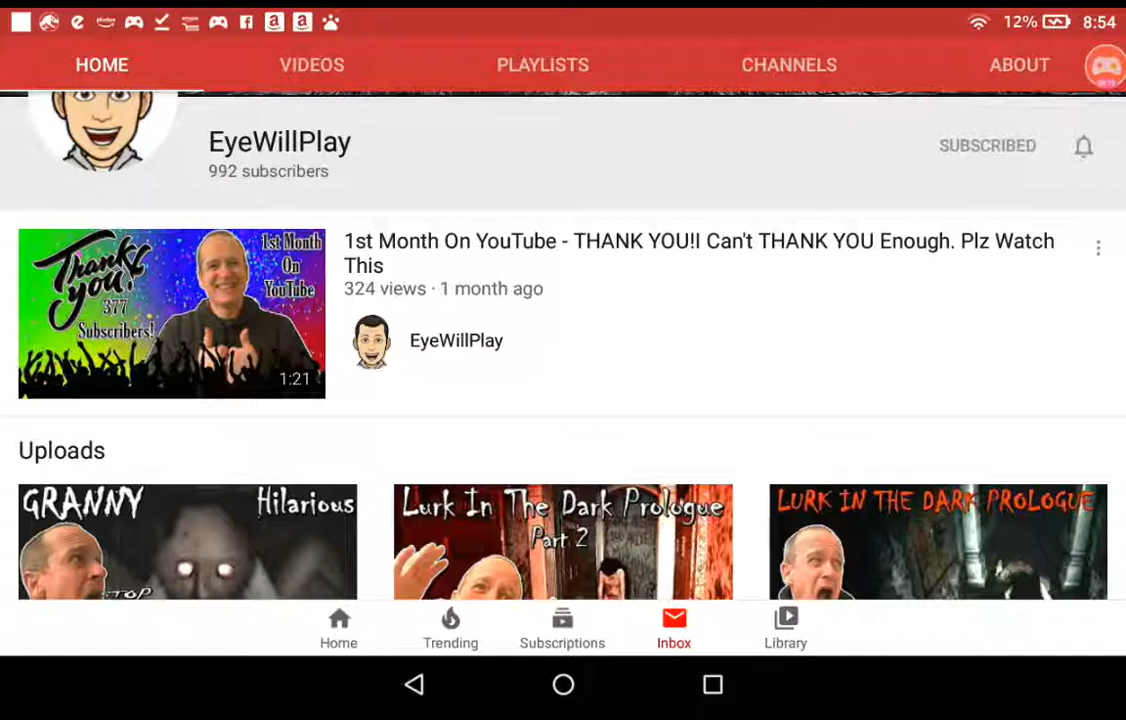 12% 8:54
HOME VIDEOS PLAYLISTS CHANNELS ABOUT
EyeWillPlay
992 subscribers
SUBSCRIBED
Thank you!
377
Subscribers!
1st Month
On
YouTube
1:21
1st Month On YouTube - THANK YOU!I Can't THANK YOU Enough. Plz Watch
This
324 views · 1 month ago
EyeWillPlay
Uploads
GRANNY Hilarious
STOP
Lurk In The Dark Prologue
Part 2
LURK IN THE DARK PROLOGUE
Home Trending Subscriptions Inbox Library